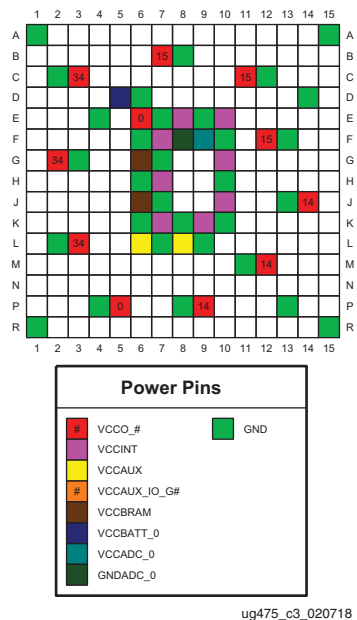 1 2 3 4 5 6 7 8 9 10 11 12 13 14 15
A A
B 15 B
C 34 15 C
D D
E 0 E
F 15 F
G 34 G
H H
J 14 J
K K
L 34 L
M 14 M
N N
P 0 14 P
R R
1 2 3 4 5 6 7 8 9 10 11 12 13 14 15
Power Pins
# VCCO_# GND
VCCINT
VCCAUX
# VCCAUX_IO_G#
VCCBRAM
VCCBATT_0
VCCADC_0
GNDADC_0
ug475_c3_020718